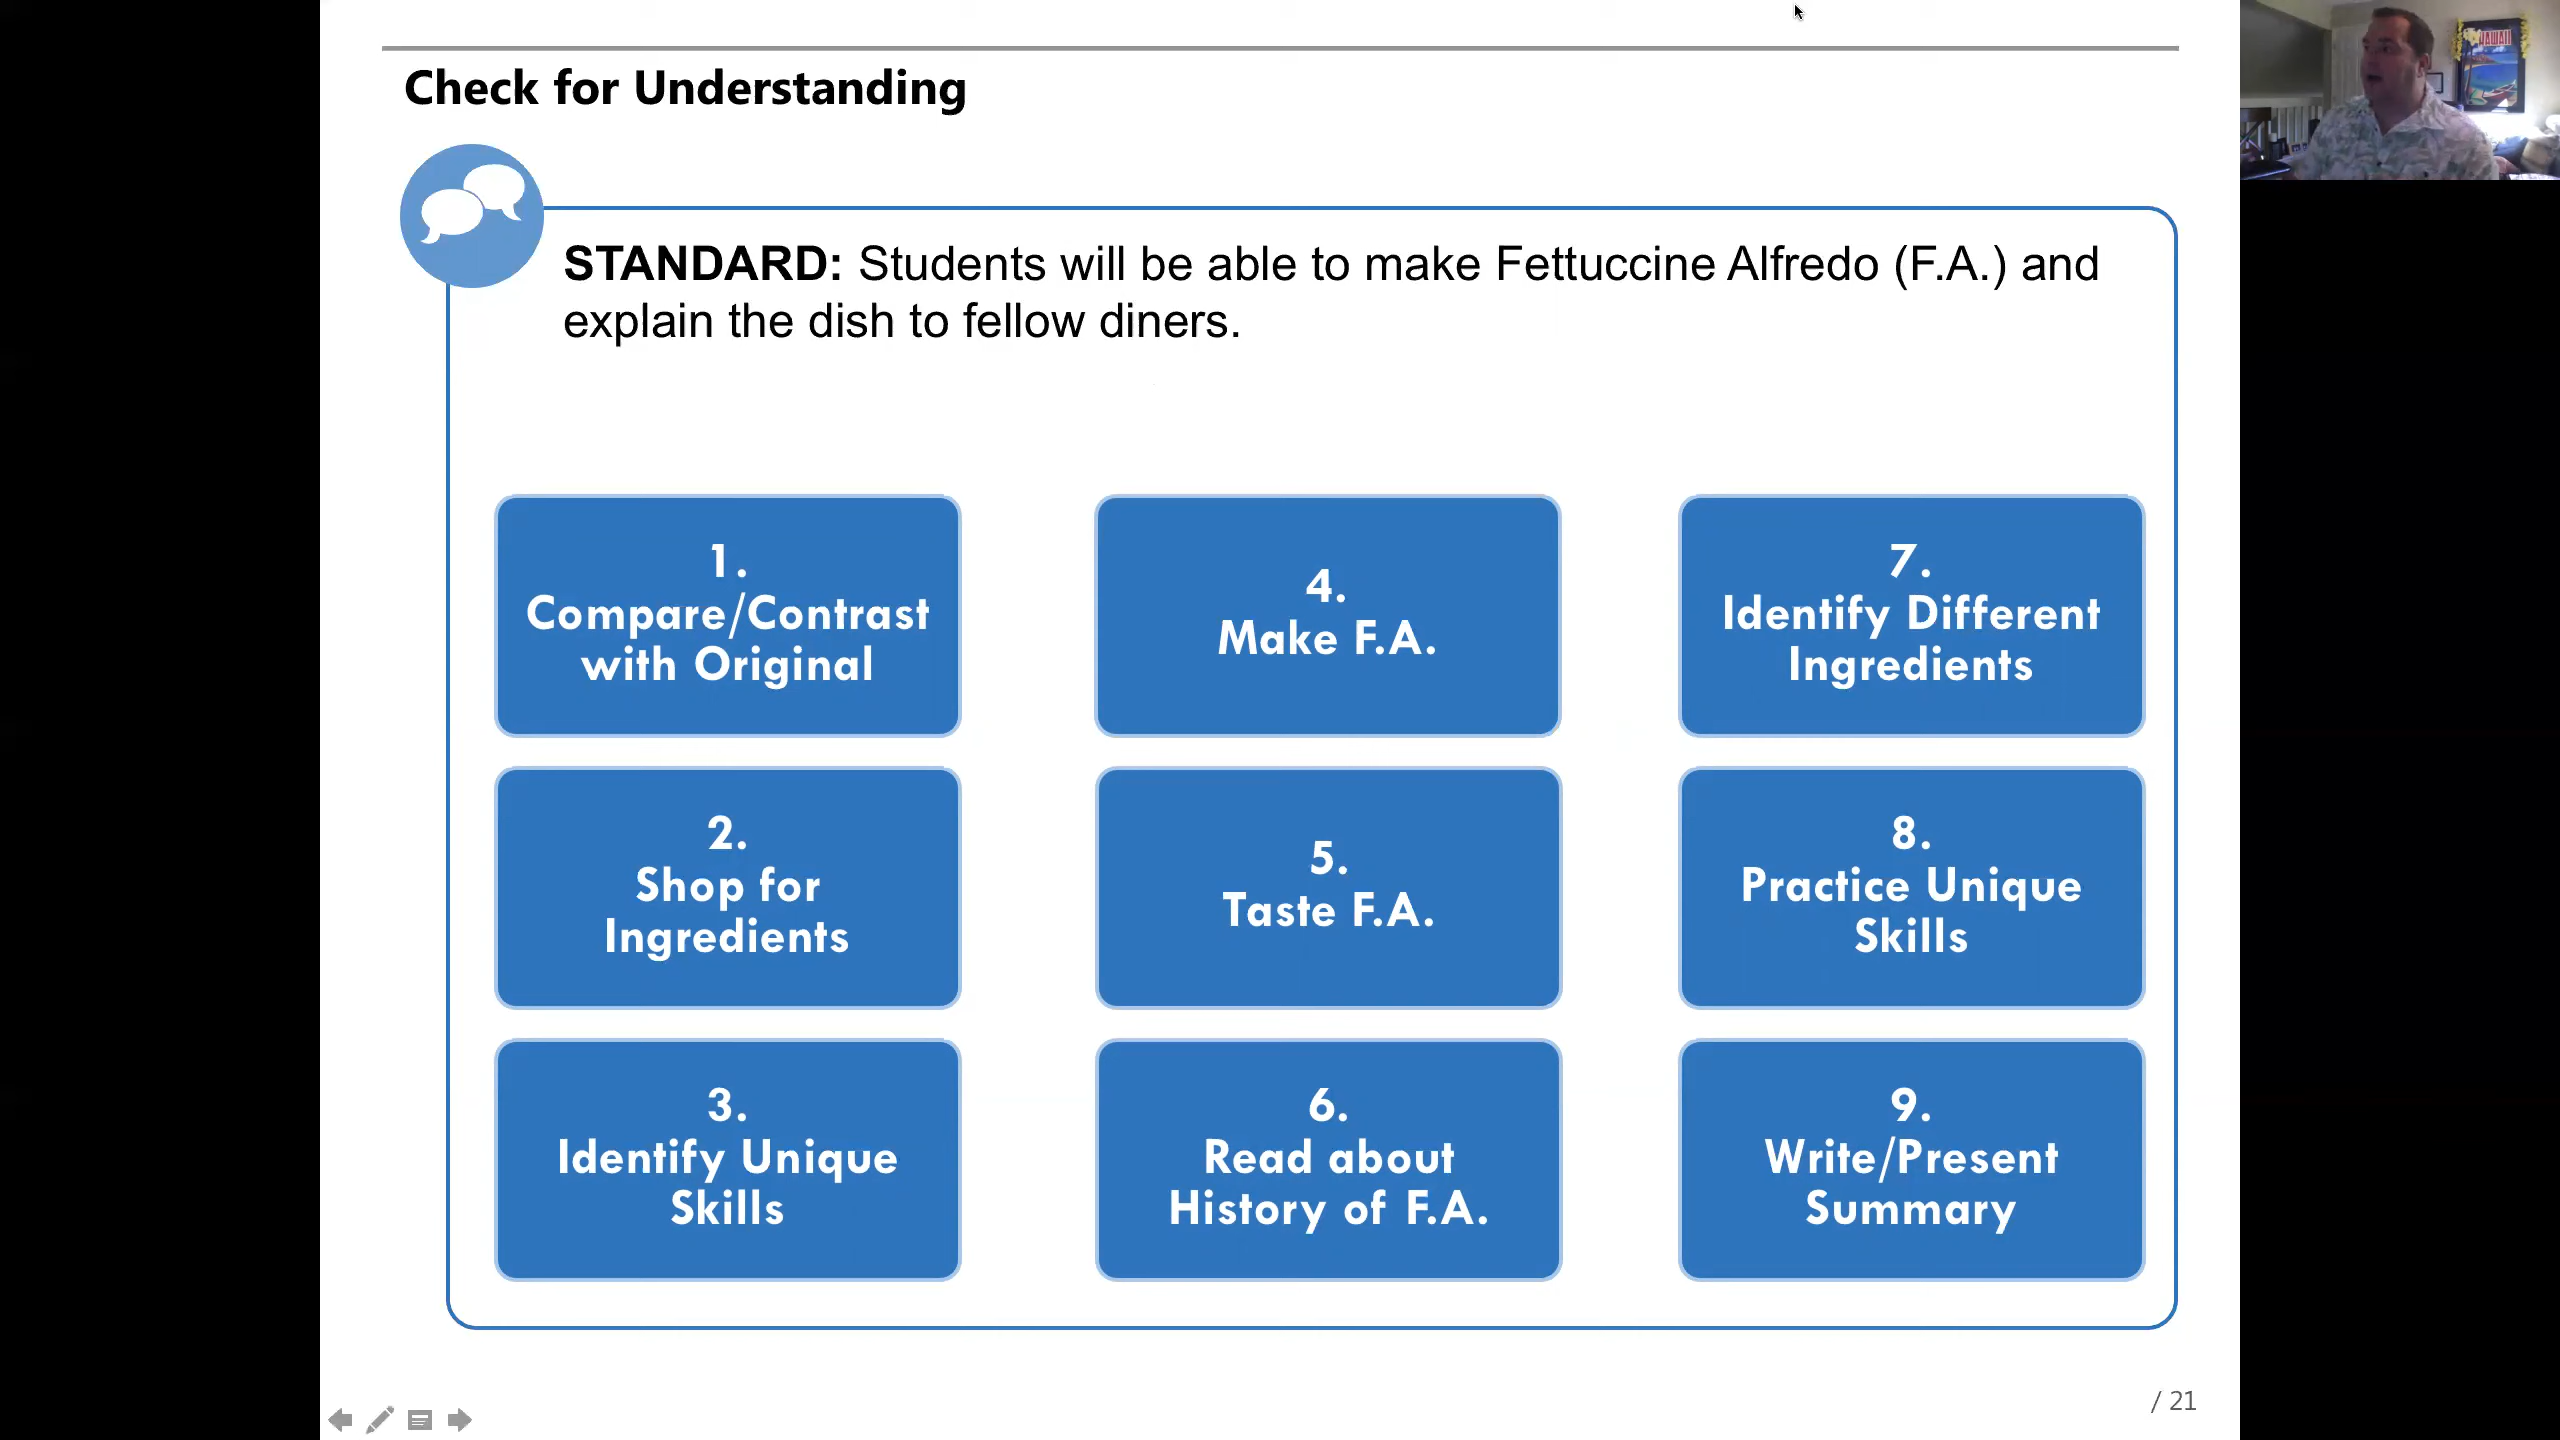 Check for Understanding
STANDARD: Students will be able to make Fettuccine Alfredo (F.A.) and
explain the dish to fellow diners.
1.
Compare/Contrast
with Original
2.
Shop for
Ingredients
3.
Identify Unique
Skills
4.
Make F.A.
5.
Taste F.A.
6.
Read about
History of F.A.
7.
Identify Different
Ingredients
8.
Practice Unique
Skills
9.
Write/Present
Summary
/ 21
HAWAII